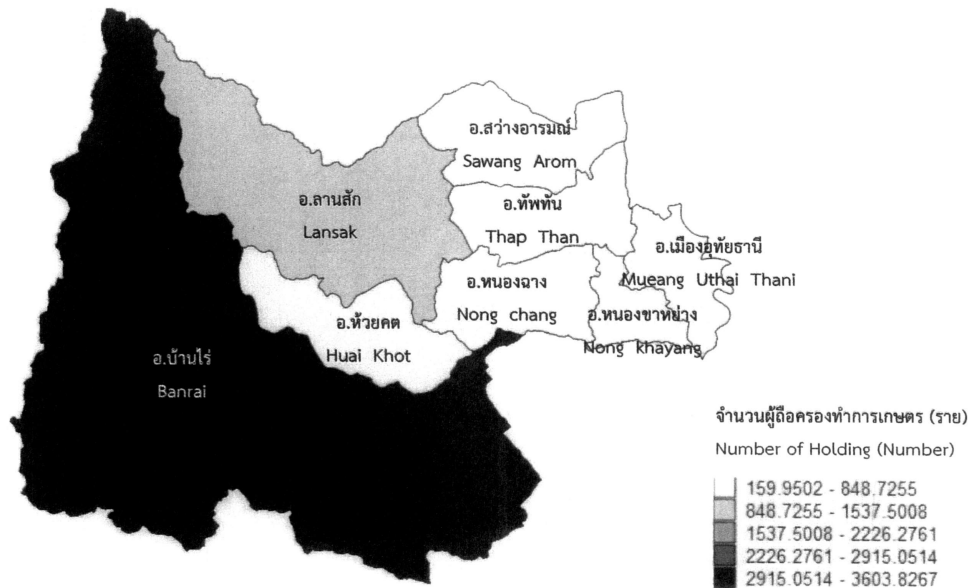 อ.สว่างอารมณ์
Sawang Arom
อ.ลานสัก
Lansak
อ.ทัพทัน
Thap Than
อ.เมืองอุทัยธานี
Mueang Uthai Thani
อ.หนองฉาง
Nong chang
อ.หนองขาหย่าง
Nong khayang
อ.ห้วยคต
Huai Khot
อ.บ้านไร่
Banrai
จำนวนผู้ถือครองทำการเกษตร (ราย)
Number of Holding (Number)
159.9502 - 848.7255
848.7255 - 1537.5008
1537.5008 - 2226.2761
2226.2761 - 2915.0514
2915.0514 - 3603.8267